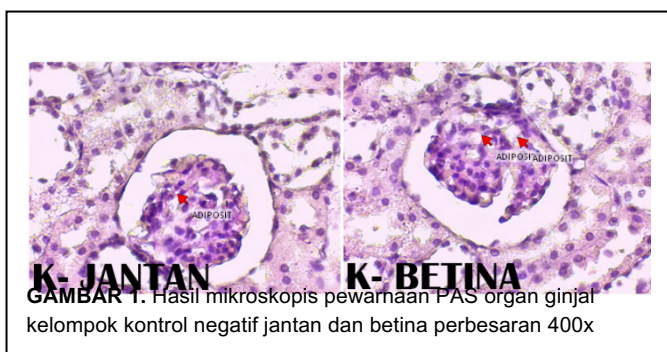 ADIPOSIT
ADIPOSIT
ADIPOSIT
K- JANTAN
K- BETINA
GAMBAR 1. Hasil mikroskopis pewarnaan PAS organ ginjal
kelompok kontrol negatif jantan dan betina perbesaran 400x